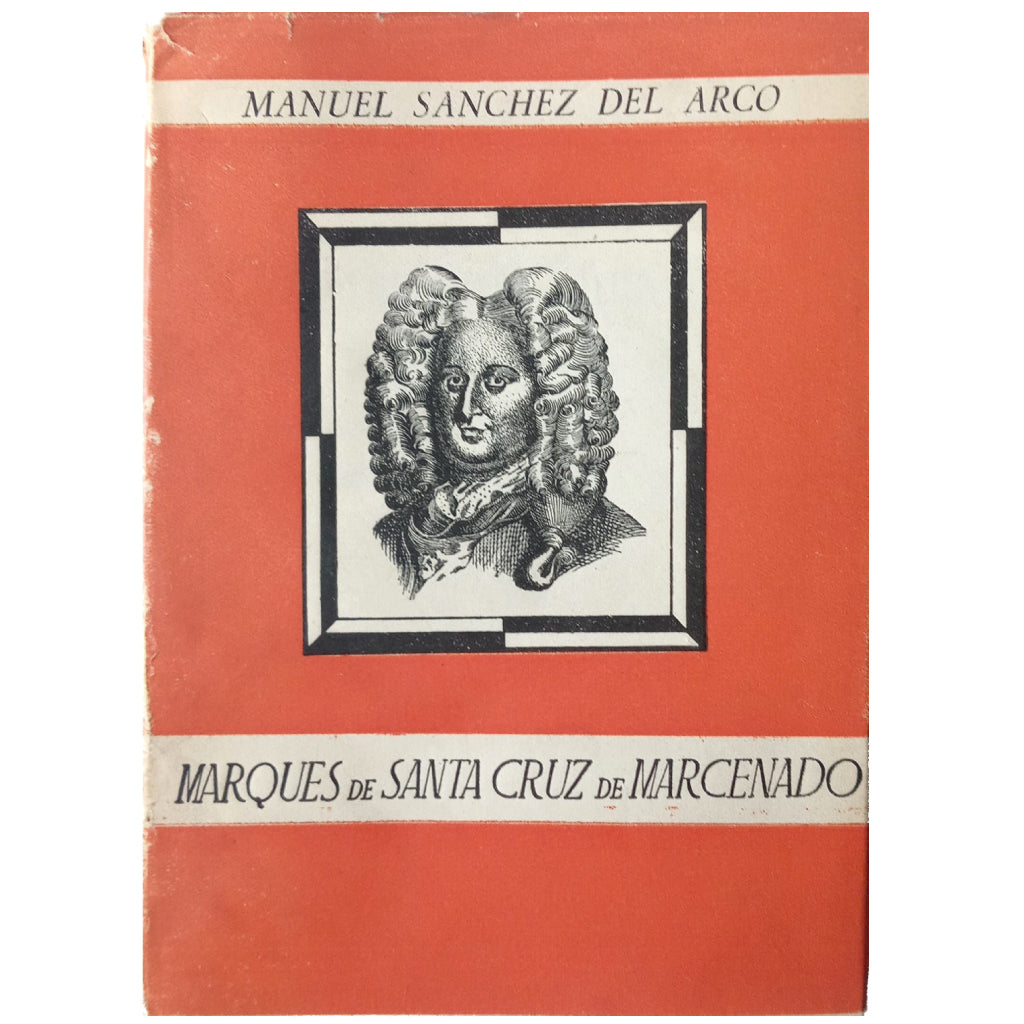 MANUEL SANCHEZ DEL ARCO
MARQUES DE SANTA CRUZ DE MARCENADO